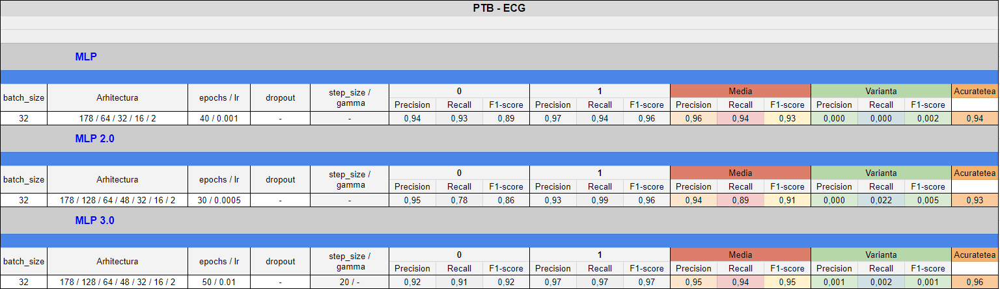 PTB - ECG
MLP
batch_size Arhitectura epochs / lr dropout step_size / gamma 0 1 Media Varianta Acuratetea
Precision Recall F1-score Precision Recall F1-score Precision Recall F1-score Precision Recall F1-score
32 178 / 64 / 32 / 16 / 2 40 / 0.001 - - 0,94 0,93 0,89 0,97 0,94 0,96 0,96 0,94 0,93 0,000 0,000 0,002 0,94
MLP 2.0
batch_size Arhitectura epochs / lr dropout step_size / gamma 0 1 Media Varianta Acuratetea
Precision Recall F1-score Precision Recall F1-score Precision Recall F1-score Precision Recall F1-score
32 178 / 128 / 64 / 48 / 32 / 16 / 2 30 / 0.0005 - - 0,95 0,78 0,86 0,93 0,99 0,96 0,94 0,89 0,91 0,000 0,022 0,005 0,93
MLP 3.0
batch_size Arhitectura epochs / lr dropout step_size / gamma 0 1 Media Varianta Acuratetea
Precision Recall F1-score Precision Recall F1-score Precision Recall F1-score Precision Recall F1-score
32 178 / 128 / 64 / 48 / 32 / 16 / 2 50 / 0.01 - 20 / - 0,92 0,91 0,92 0,97 0,97 0,97 0,95 0,94 0,95 0,001 0,002 0,001 0,96